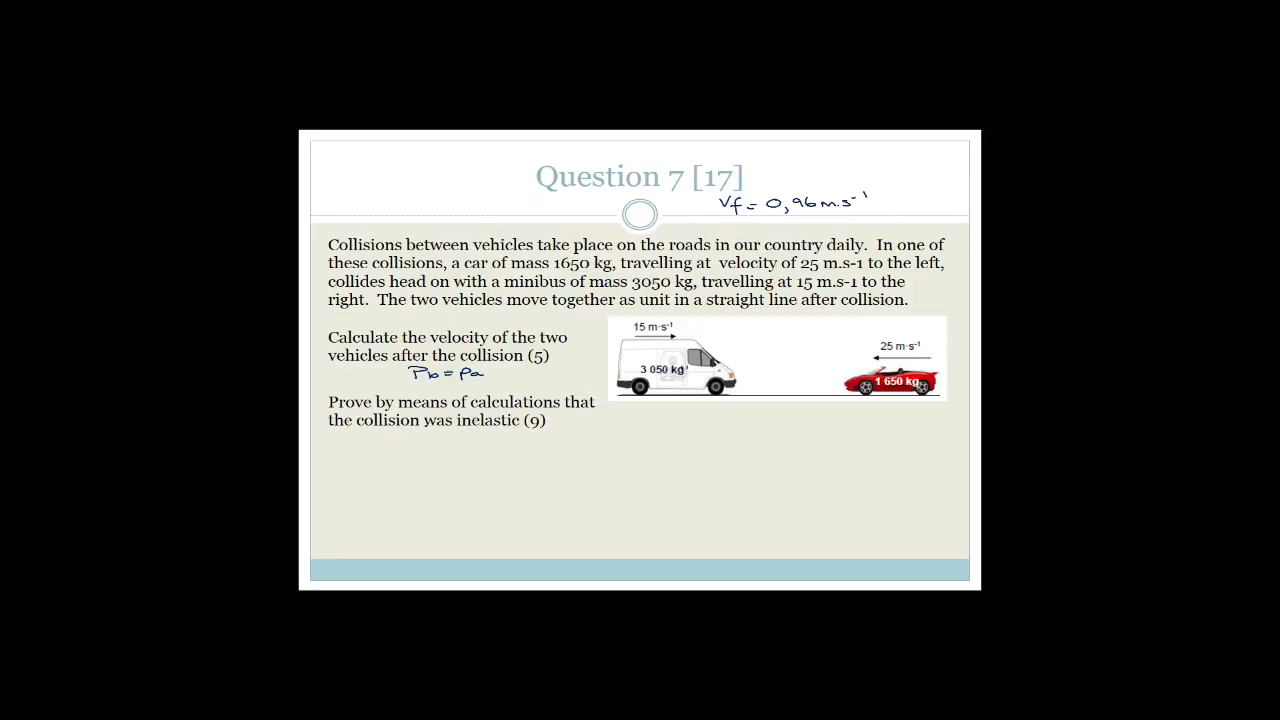 Question 7 [17]
Vf = 0,96 m.s⁻¹
Collisions between vehicles take place on the roads in our country daily. In one of
these collisions, a car of mass 1650 kg, travelling at velocity of 25 m.s-1 to the left,
collides head on with a minibus of mass 3050 kg, travelling at 15 m.s-1 to the
right. The two vehicles move together as unit in a straight line after collision.
Calculate the velocity of the two
vehicles after the collision (5)
Pb = Pa
Prove by means of calculations that
the collision was inelastic (9)
15 m·s⁻¹
3 050 kg
25 m·s⁻¹
1 650 kg